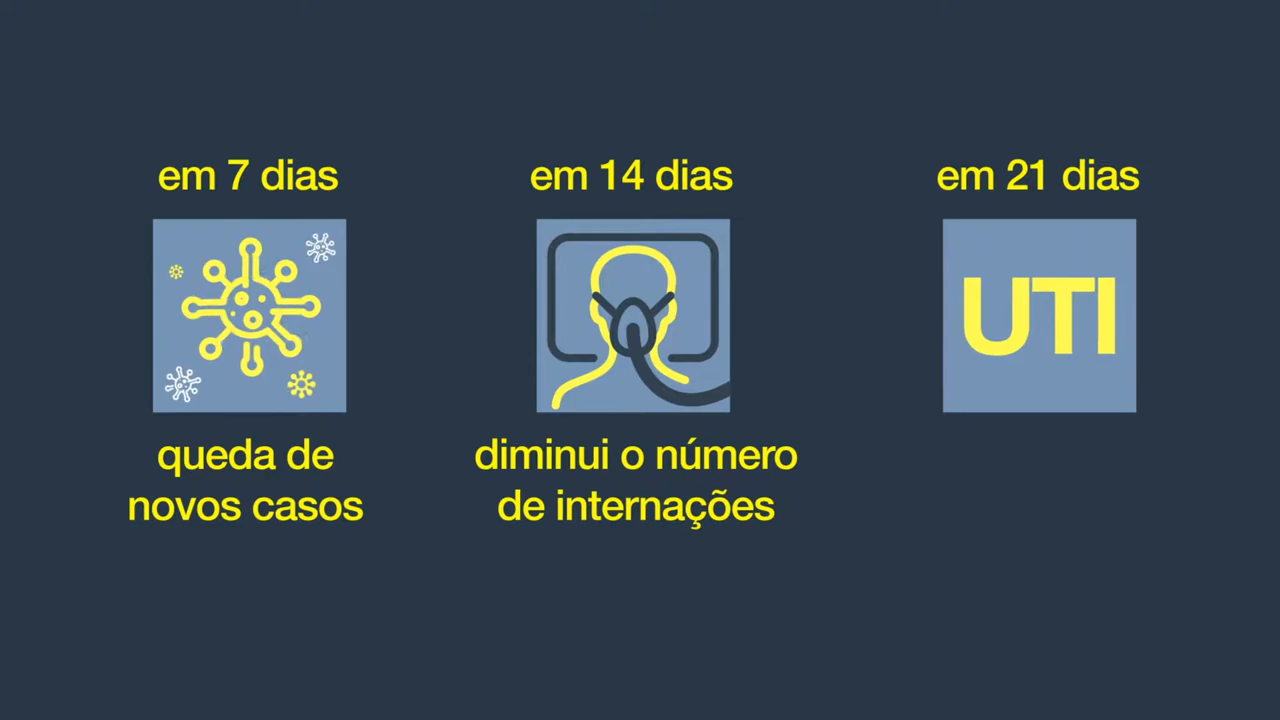 em 7 dias
queda de
novos casos
em 14 dias
diminui o número
de internações
em 21 dias
UTI